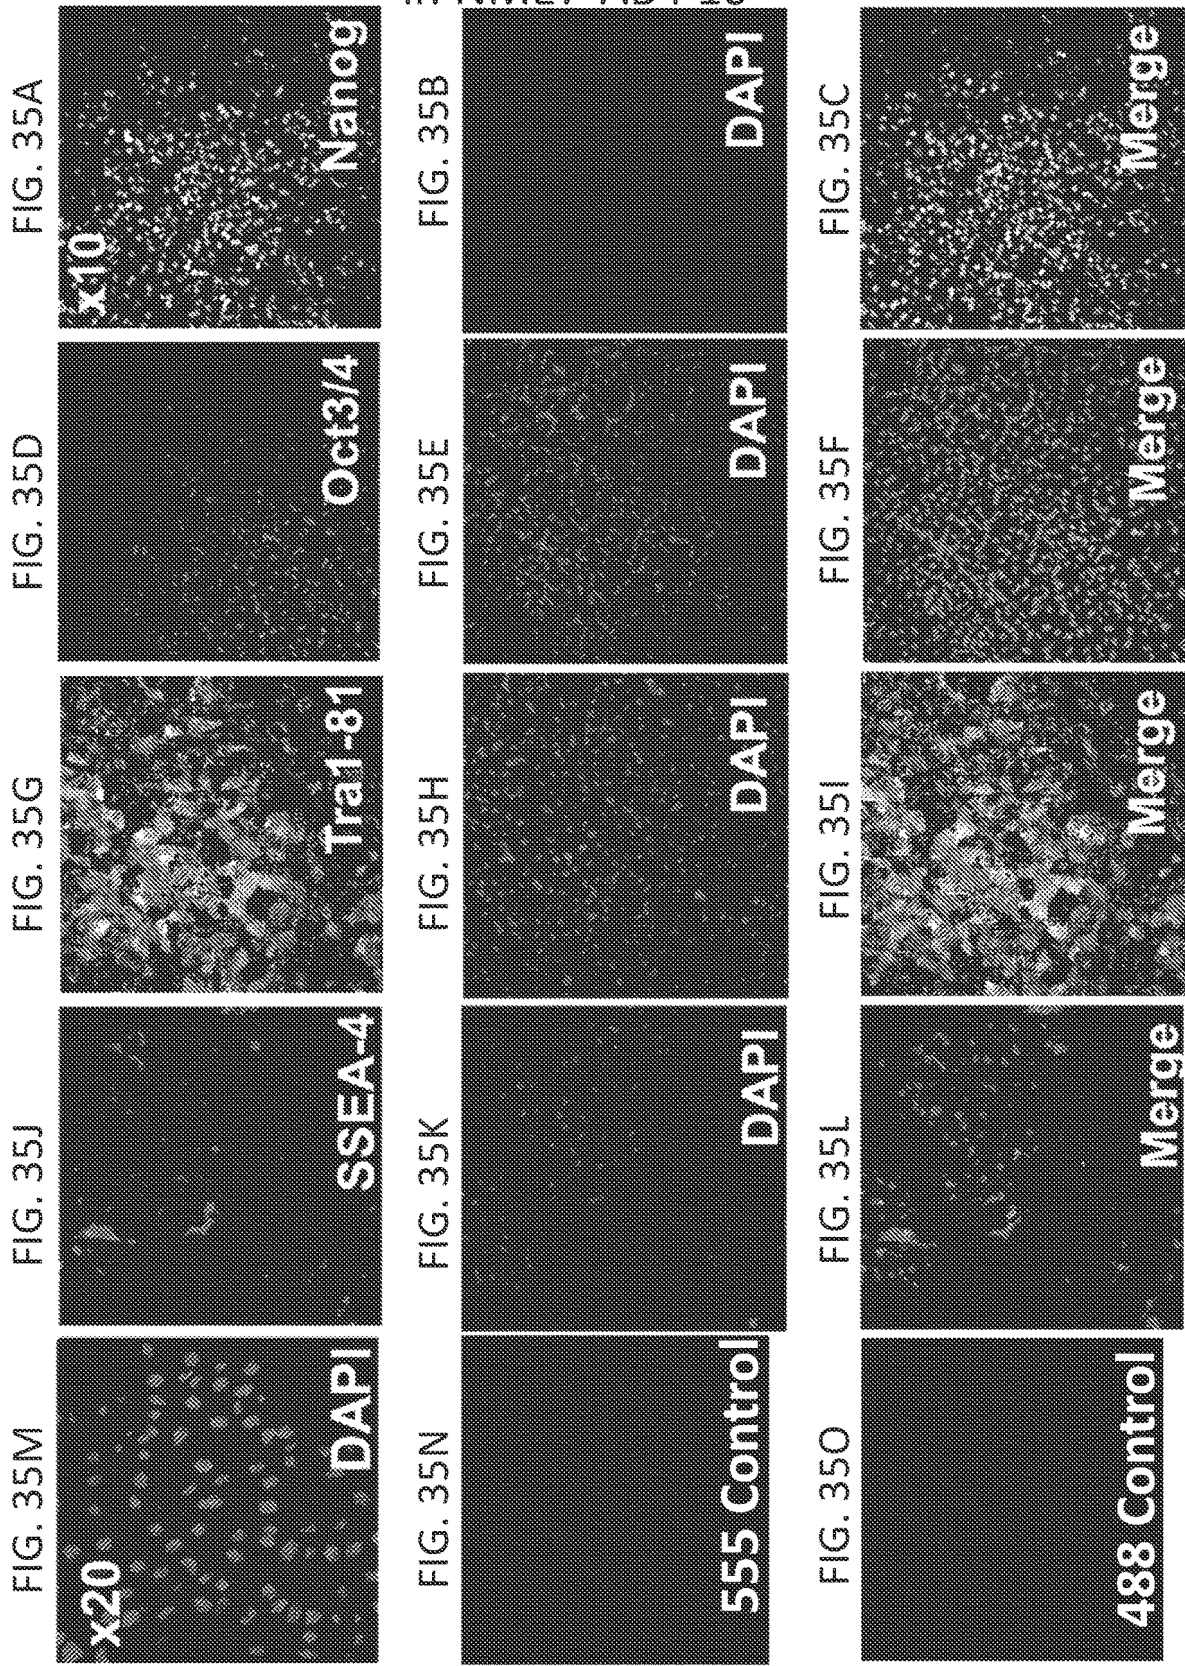 FIG. 35A
x10
Nanog
FIG. 35B
DAPI
FIG. 35C
Merge
FIG. 35D
Oct3/4
FIG. 35E
DAPI
FIG. 35F
Merge
FIG. 35G
Tra1-81
FIG. 35H
DAPI
FIG. 35I
Merge
FIG. 35J
SSEA-4
FIG. 35K
DAPI
FIG. 35L
Merge
FIG. 35M
x20
DAPI
FIG. 35N
555 Control
FIG. 35O
488 Control